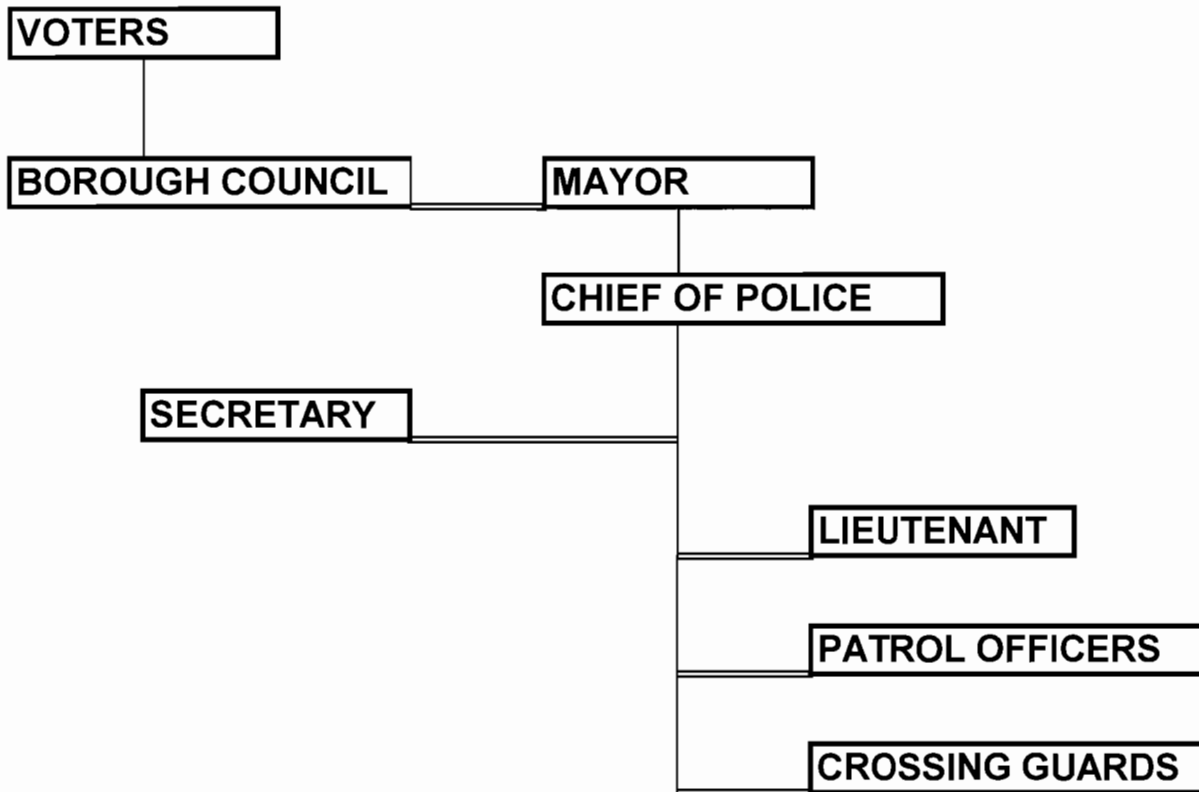 VOTERS
BOROUGH COUNCIL
MAYOR
CHIEF OF POLICE
SECRETARY
LIEUTENANT
PATROL OFFICERS
CROSSING GUARDS